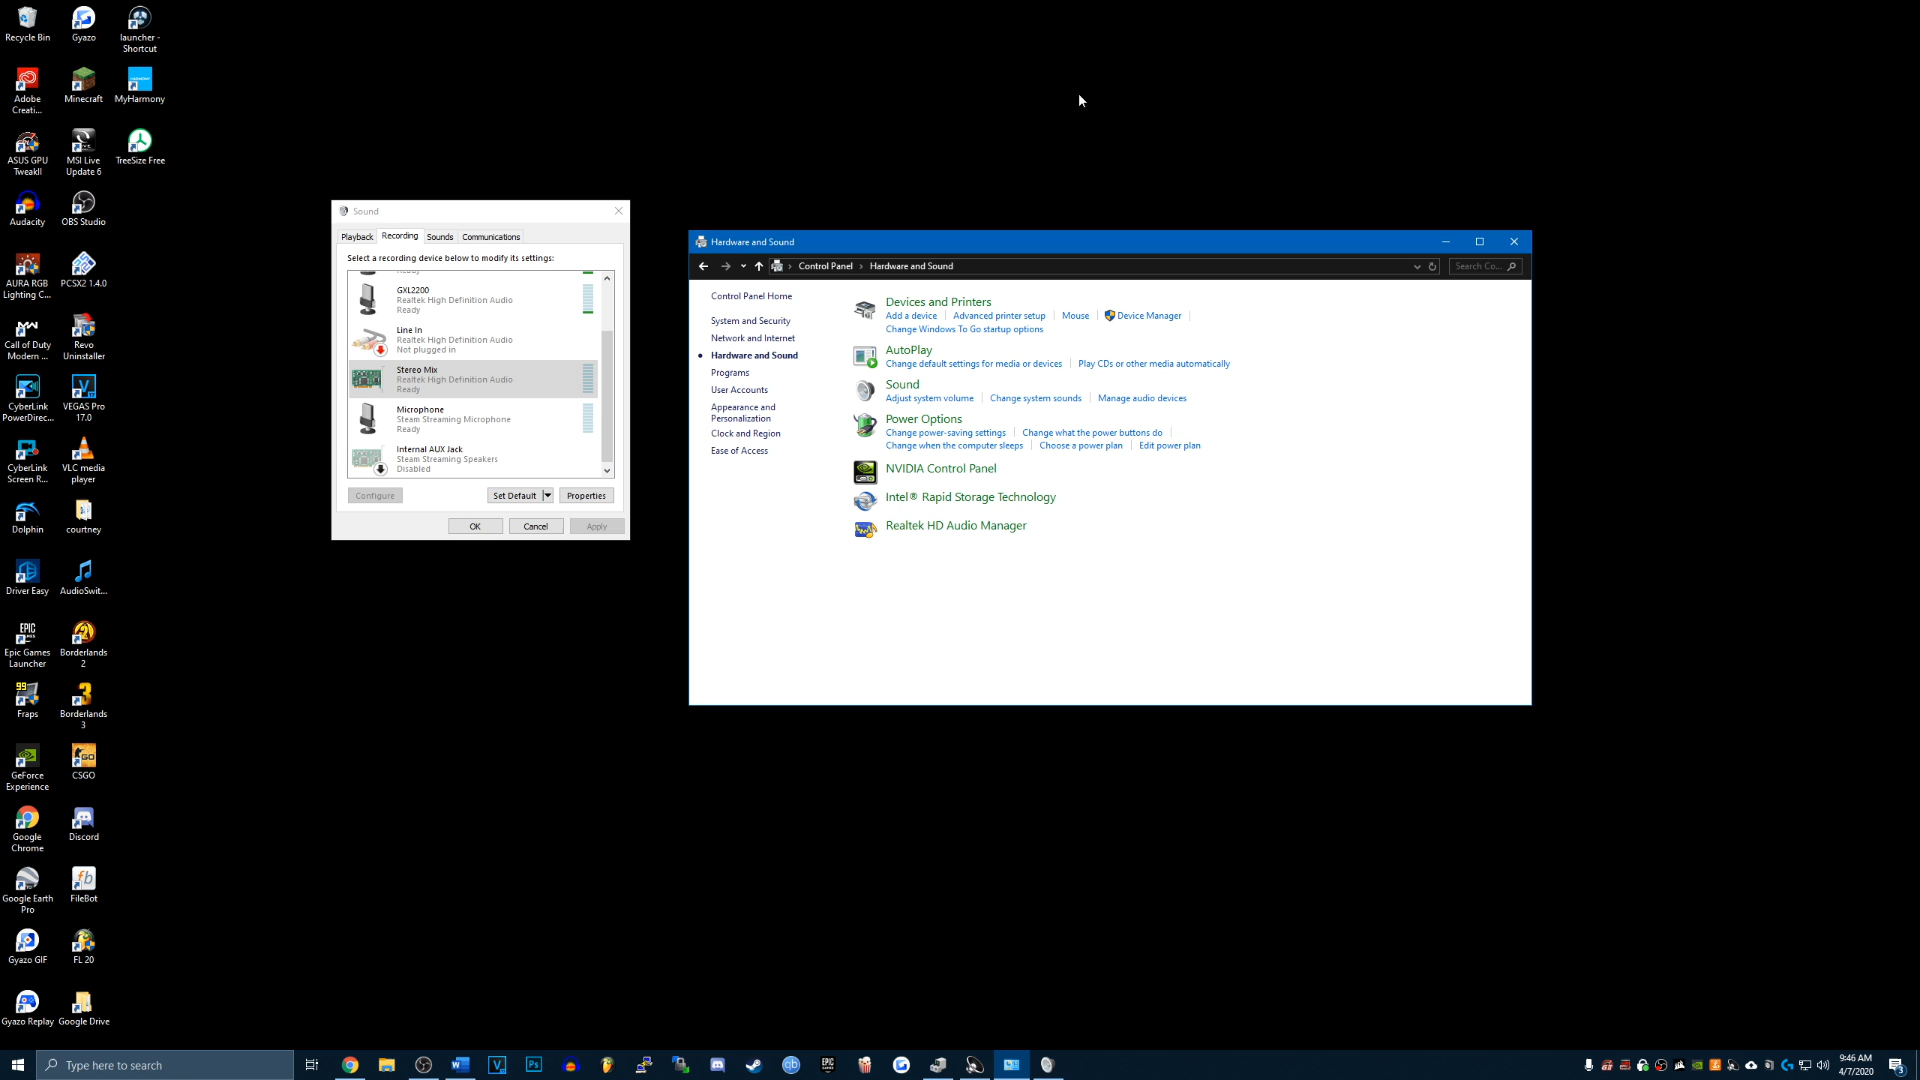 Recycle Bin
Gyazo
launcher -
Shortcut
Adobe
Creati...
Minecraft
MyHarmony
ASUS GPU
TweakII
MSI Live
Update 6
TreeSize Free
Audacity
OBS Studio
AURA RGB
Lighting C...
PCSX2 1.4.0
Call of Duty
Modern ...
Revo
Uninstaller
CyberLink
PowerDirec...
VEGAS Pro
17.0
CyberLink
Screen R...
VLC media
player
Dolphin
courtney
Driver Easy
AudioSwit...
Epic Games
Launcher
Borderlands
2
Fraps
Borderlands
3
GeForce
Experience
CSGO
Google
Chrome
Discord
Google Earth
Pro
FileBot
Gyazo GIF
FL 20
Gyazo Replay
Google Drive
Sound
Playback
Recording
Sounds
Communications
Select a recording device below to modify its settings:
Ready
GXL2200
Realtek High Definition Audio
Ready
Line In
Realtek High Definition Audio
Not plugged in
Stereo Mix
Realtek High Definition Audio
Ready
Microphone
Steam Streaming Microphone
Ready
Internal AUX Jack
Steam Streaming Speakers
Disabled
Configure
Set Default
Properties
OK
Cancel
Apply
Hardware and Sound
Control Panel
Hardware and Sound
Search Co...
Control Panel Home
System and Security
Network and Internet
Hardware and Sound
Programs
User Accounts
Appearance and
Personalization
Clock and Region
Ease of Access
Devices and Printers
Add a device
Advanced printer setup
Mouse
Device Manager
Change Windows To Go startup options
AutoPlay
Change default settings for media or devices
Play CDs or other media automatically
Sound
Adjust system volume
Change system sounds
Manage audio devices
Power Options
Change power-saving settings
Change what the power buttons do
Change when the computer sleeps
Choose a power plan
Edit power plan
NVIDIA Control Panel
Intel® Rapid Storage Technology
Realtek HD Audio Manager
Type here to search
9:46 AM
4/7/2020